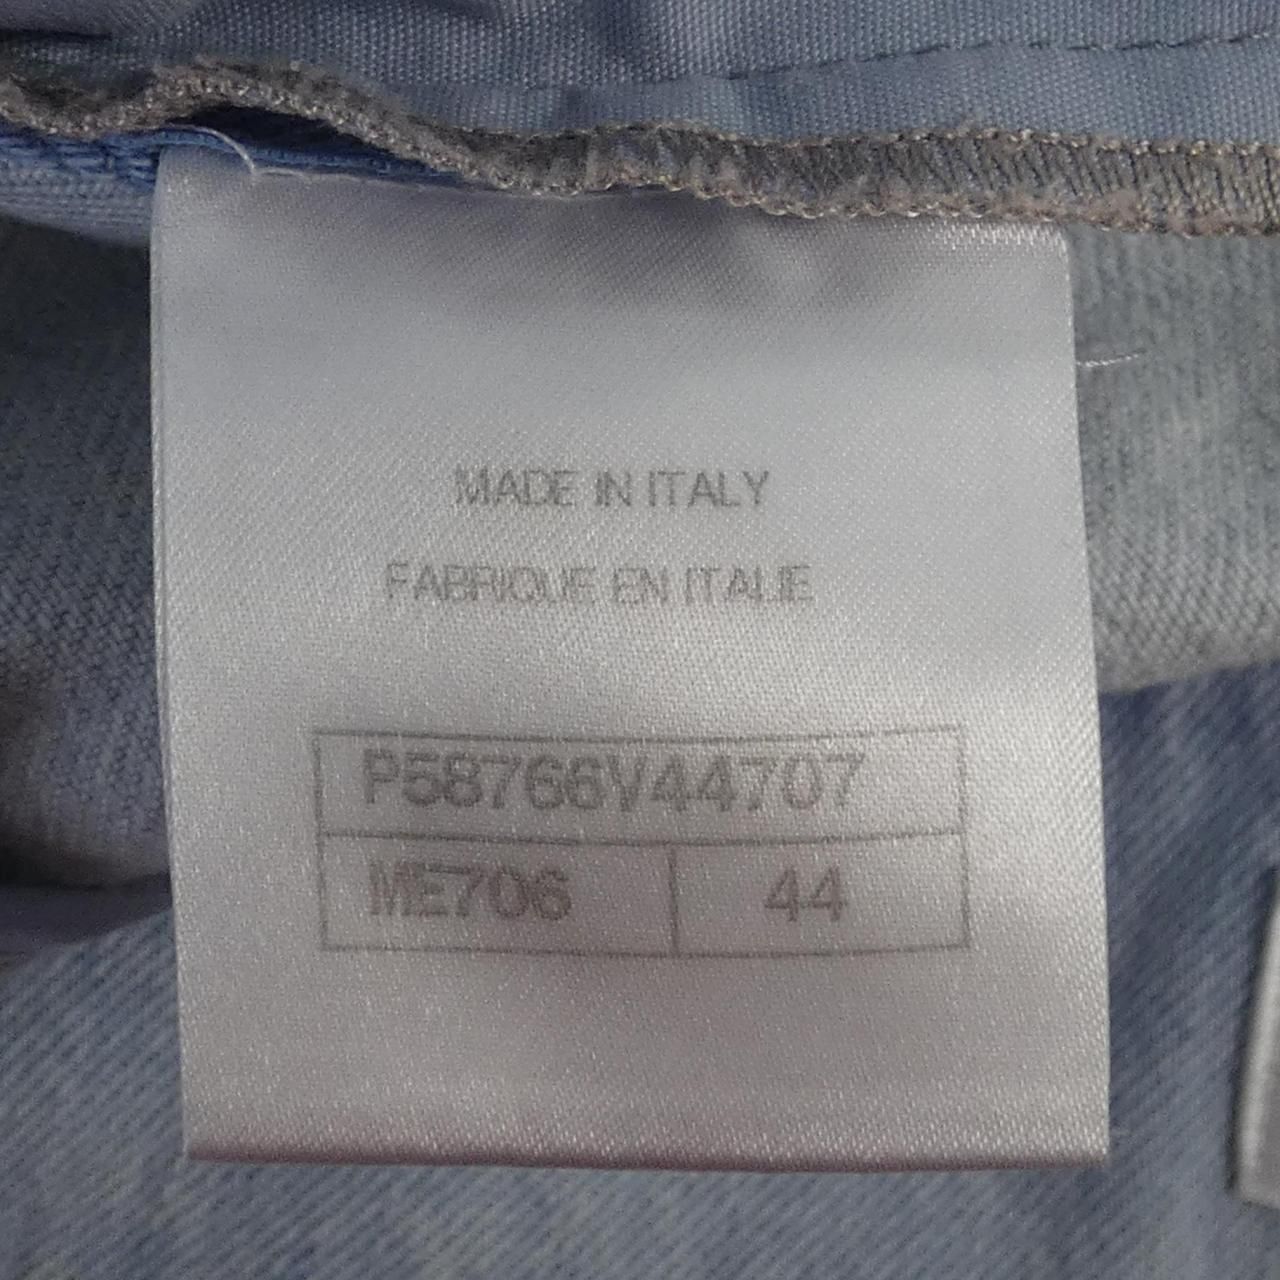 MADE IN ITALY
FABRIQUE EN ITALIE
P58766V44707
ME706 44